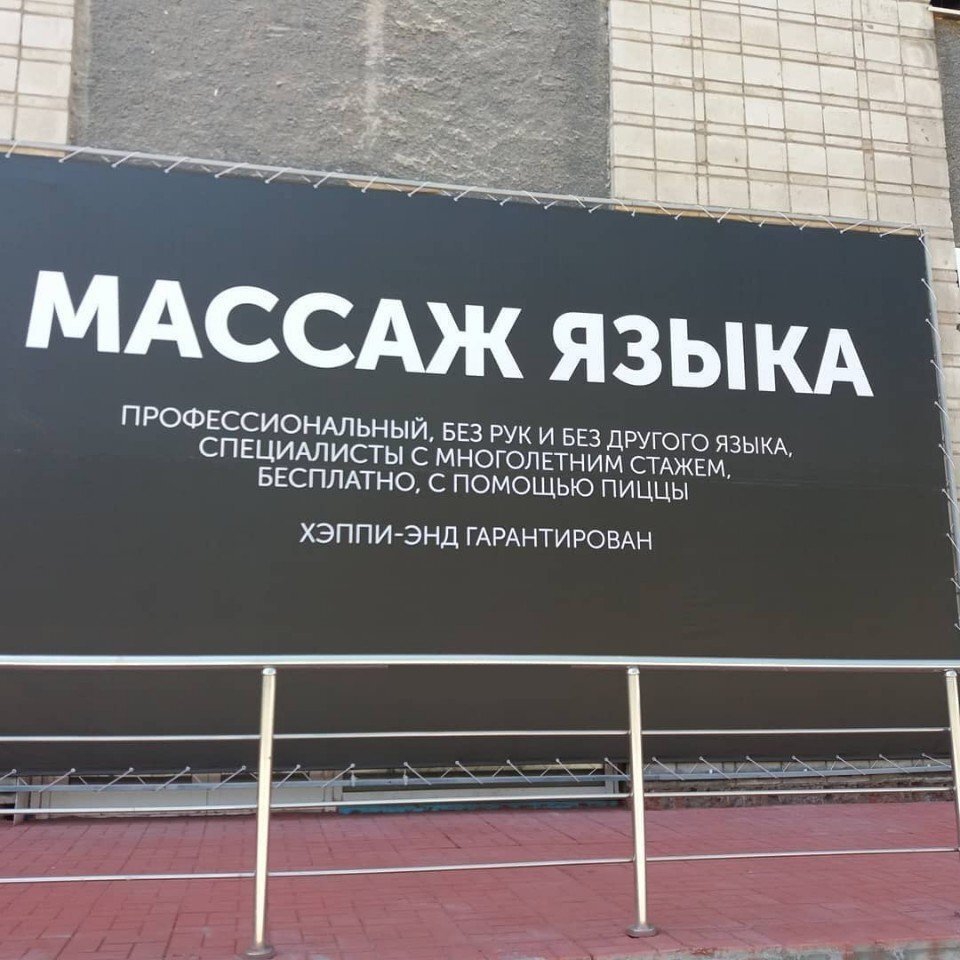 МАССАЖ ЯЗЫКА
ПРОФЕССИОНАЛЬНЫЙ, БЕЗ РУК И БЕЗ ДРУГОГО ЯЗЫКА,
СПЕЦИАЛИСТЫ С МНОГОЛЕТНИМ СТАЖЕМ,
БЕСПЛАТНО, С ПОМОЩЬЮ ПИЦЦЫ
ХЭППИ-ЭНД ГАРАНТИРОВАН